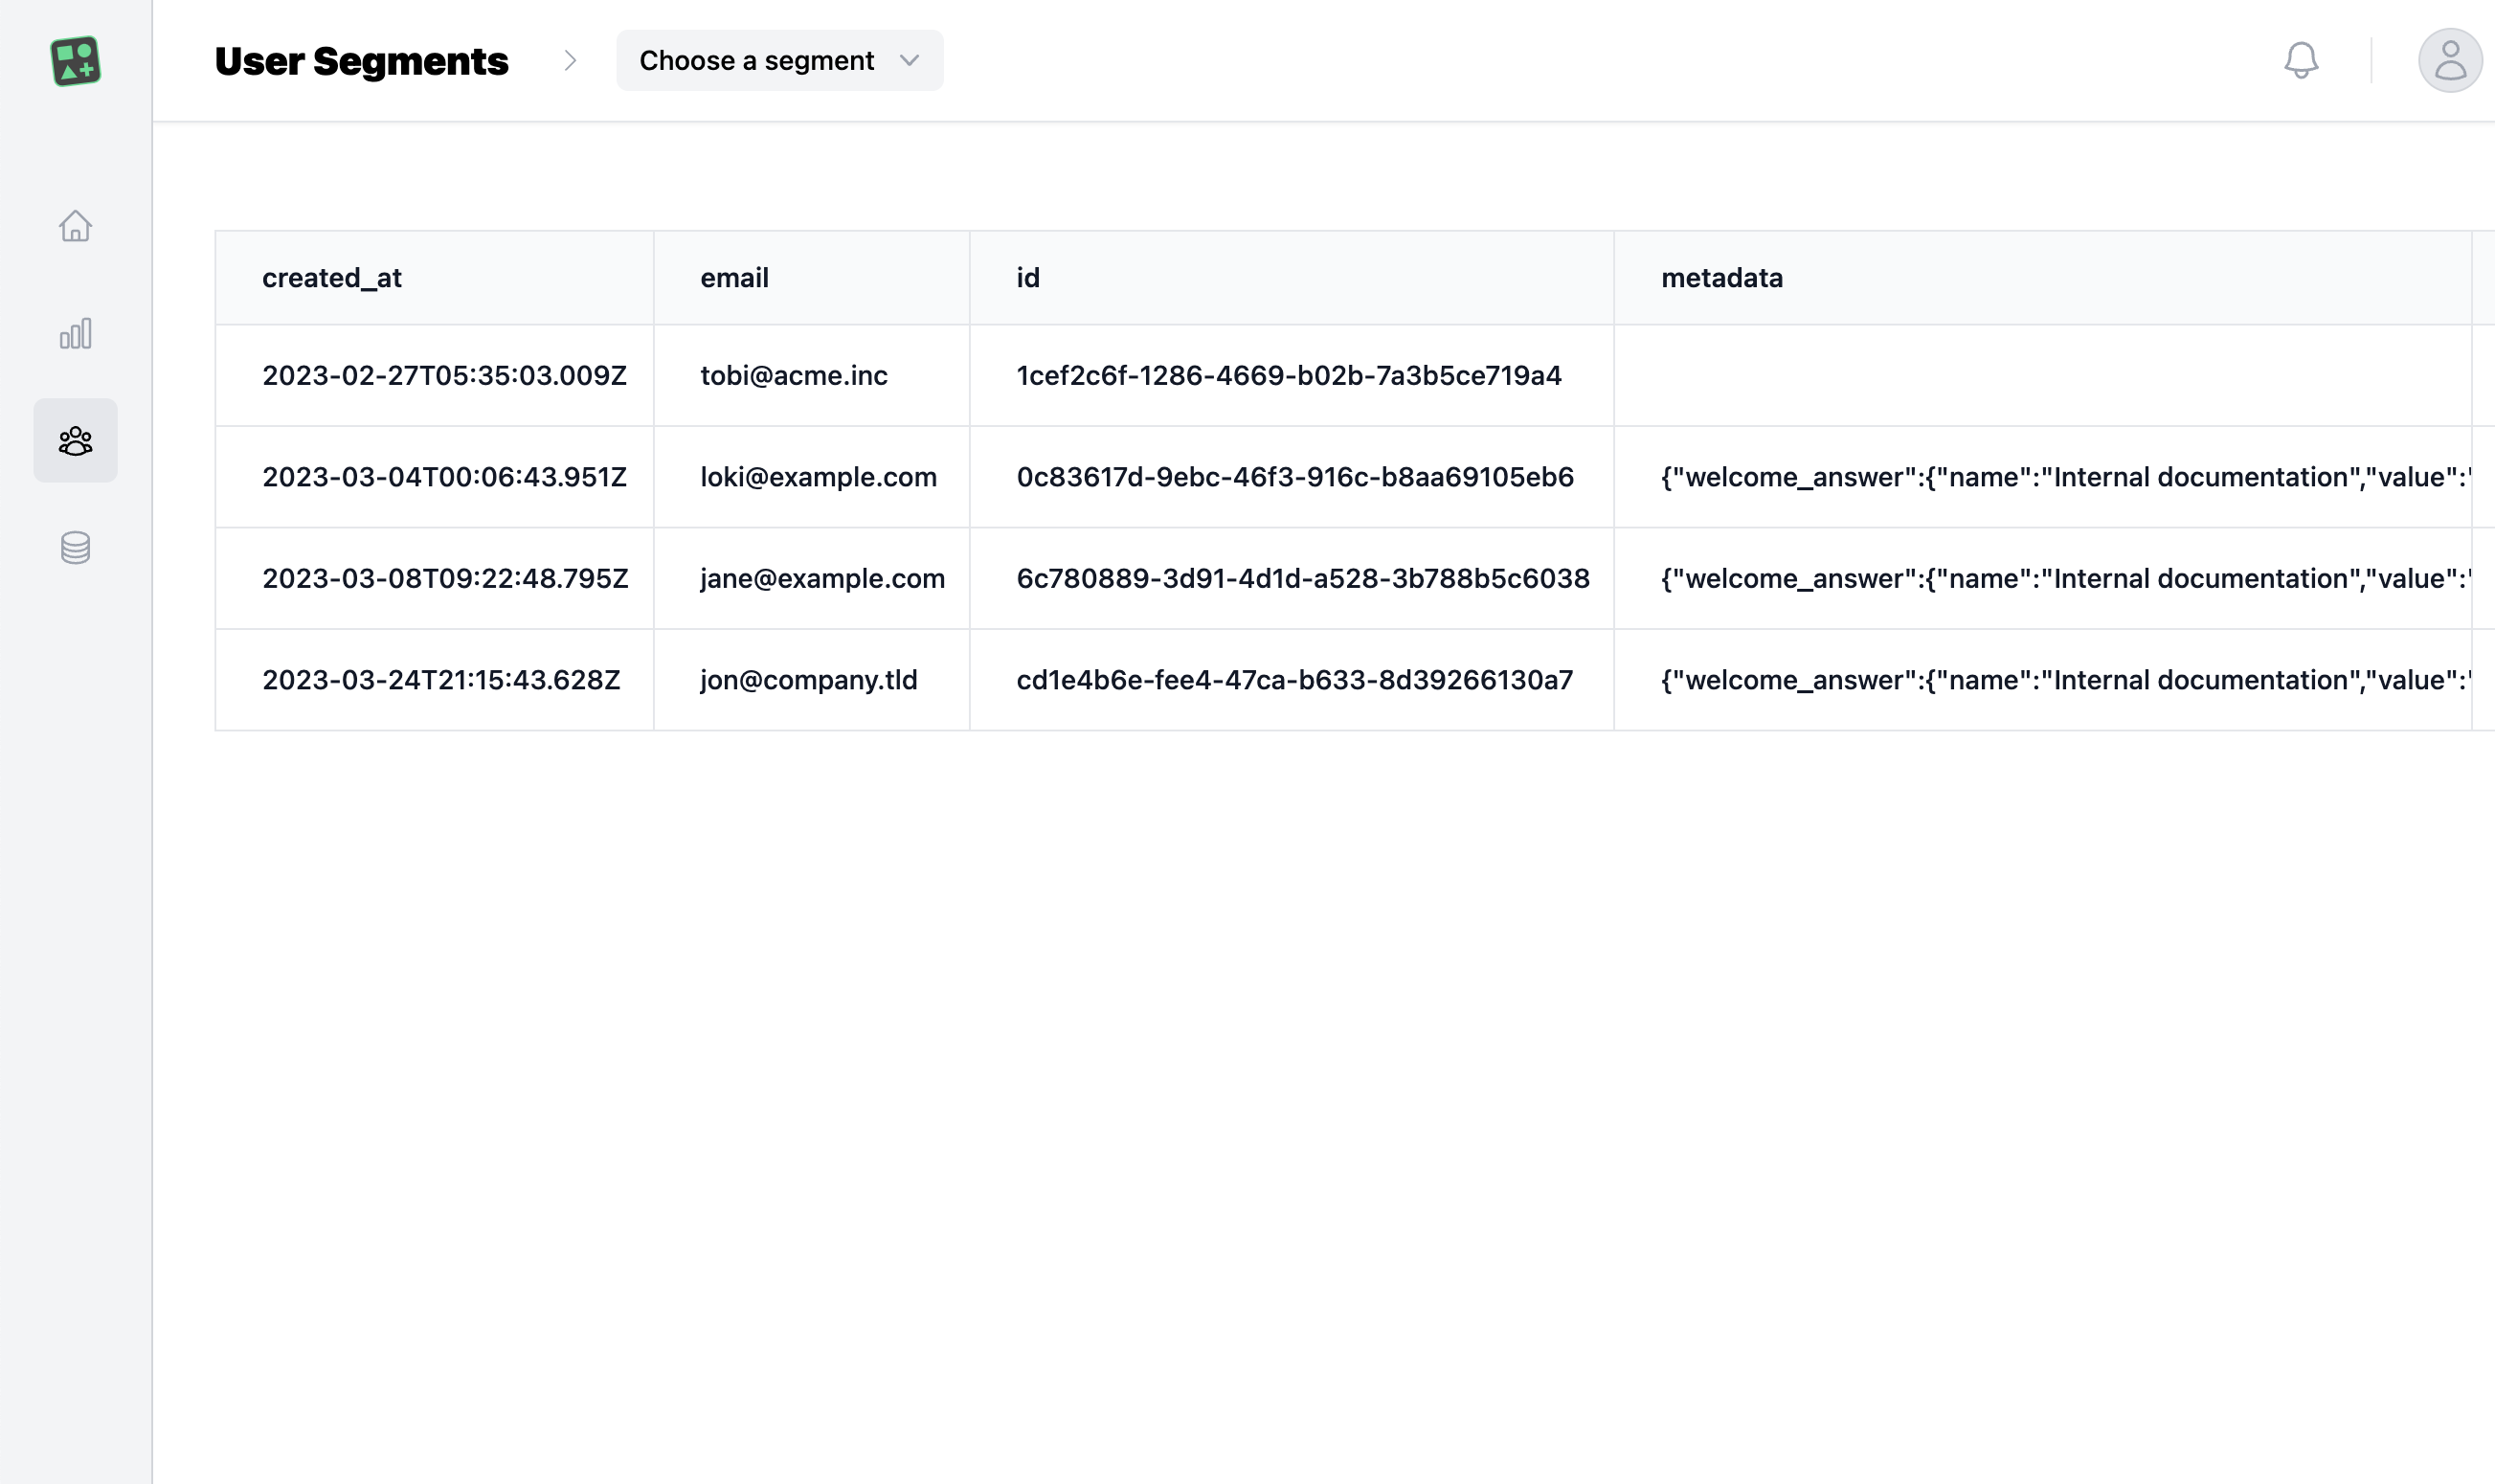 User Segments
Choose a segment
created_at email id metadata
2023-02-27T05:35:03.009Z tobi@acme.inc 1cef2c6f-1286-4669-b02b-7a3b5ce719a4
2023-03-04T00:06:43.951Z loki@example.com 0c83617d-9ebc-46f3-916c-b8aa69105eb6 {"welcome_answer":{"name":"Internal documentation","value":"
2023-03-08T09:22:48.795Z jane@example.com 6c780889-3d91-4d1d-a528-3b788b5c6038 {"welcome_answer":{"name":"Internal documentation","value":"
2023-03-24T21:15:43.628Z jon@company.tld cd1e4b6e-fee4-47ca-b633-8d39266130a7 {"welcome_answer":{"name":"Internal documentation","value":"